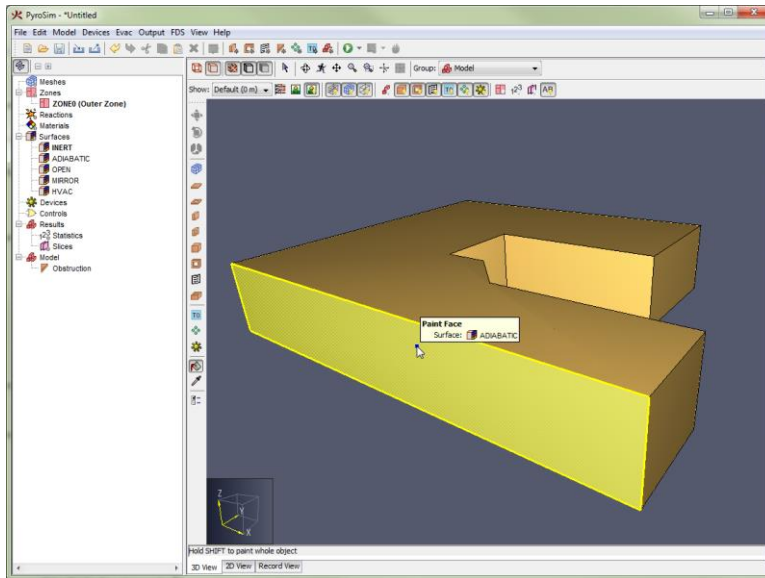 PyroSim - *Untitled
File Edit Model Devices Evac Output FDS View Help
Group: Model
Show: Default (0 m)
Meshes
Zones
ZONE0 (Outer Zone)
Reactions
Materials
Surfaces
INERT
ADIABATIC
OPEN
MIRROR
HVAC
Devices
Controls
Results
Statistics
Slices
Model
Obstruction
Paint Face
Surface: ADIABATIC
Z
Y
X
Hold SHIFT to paint whole object
3D View 2D View Record View